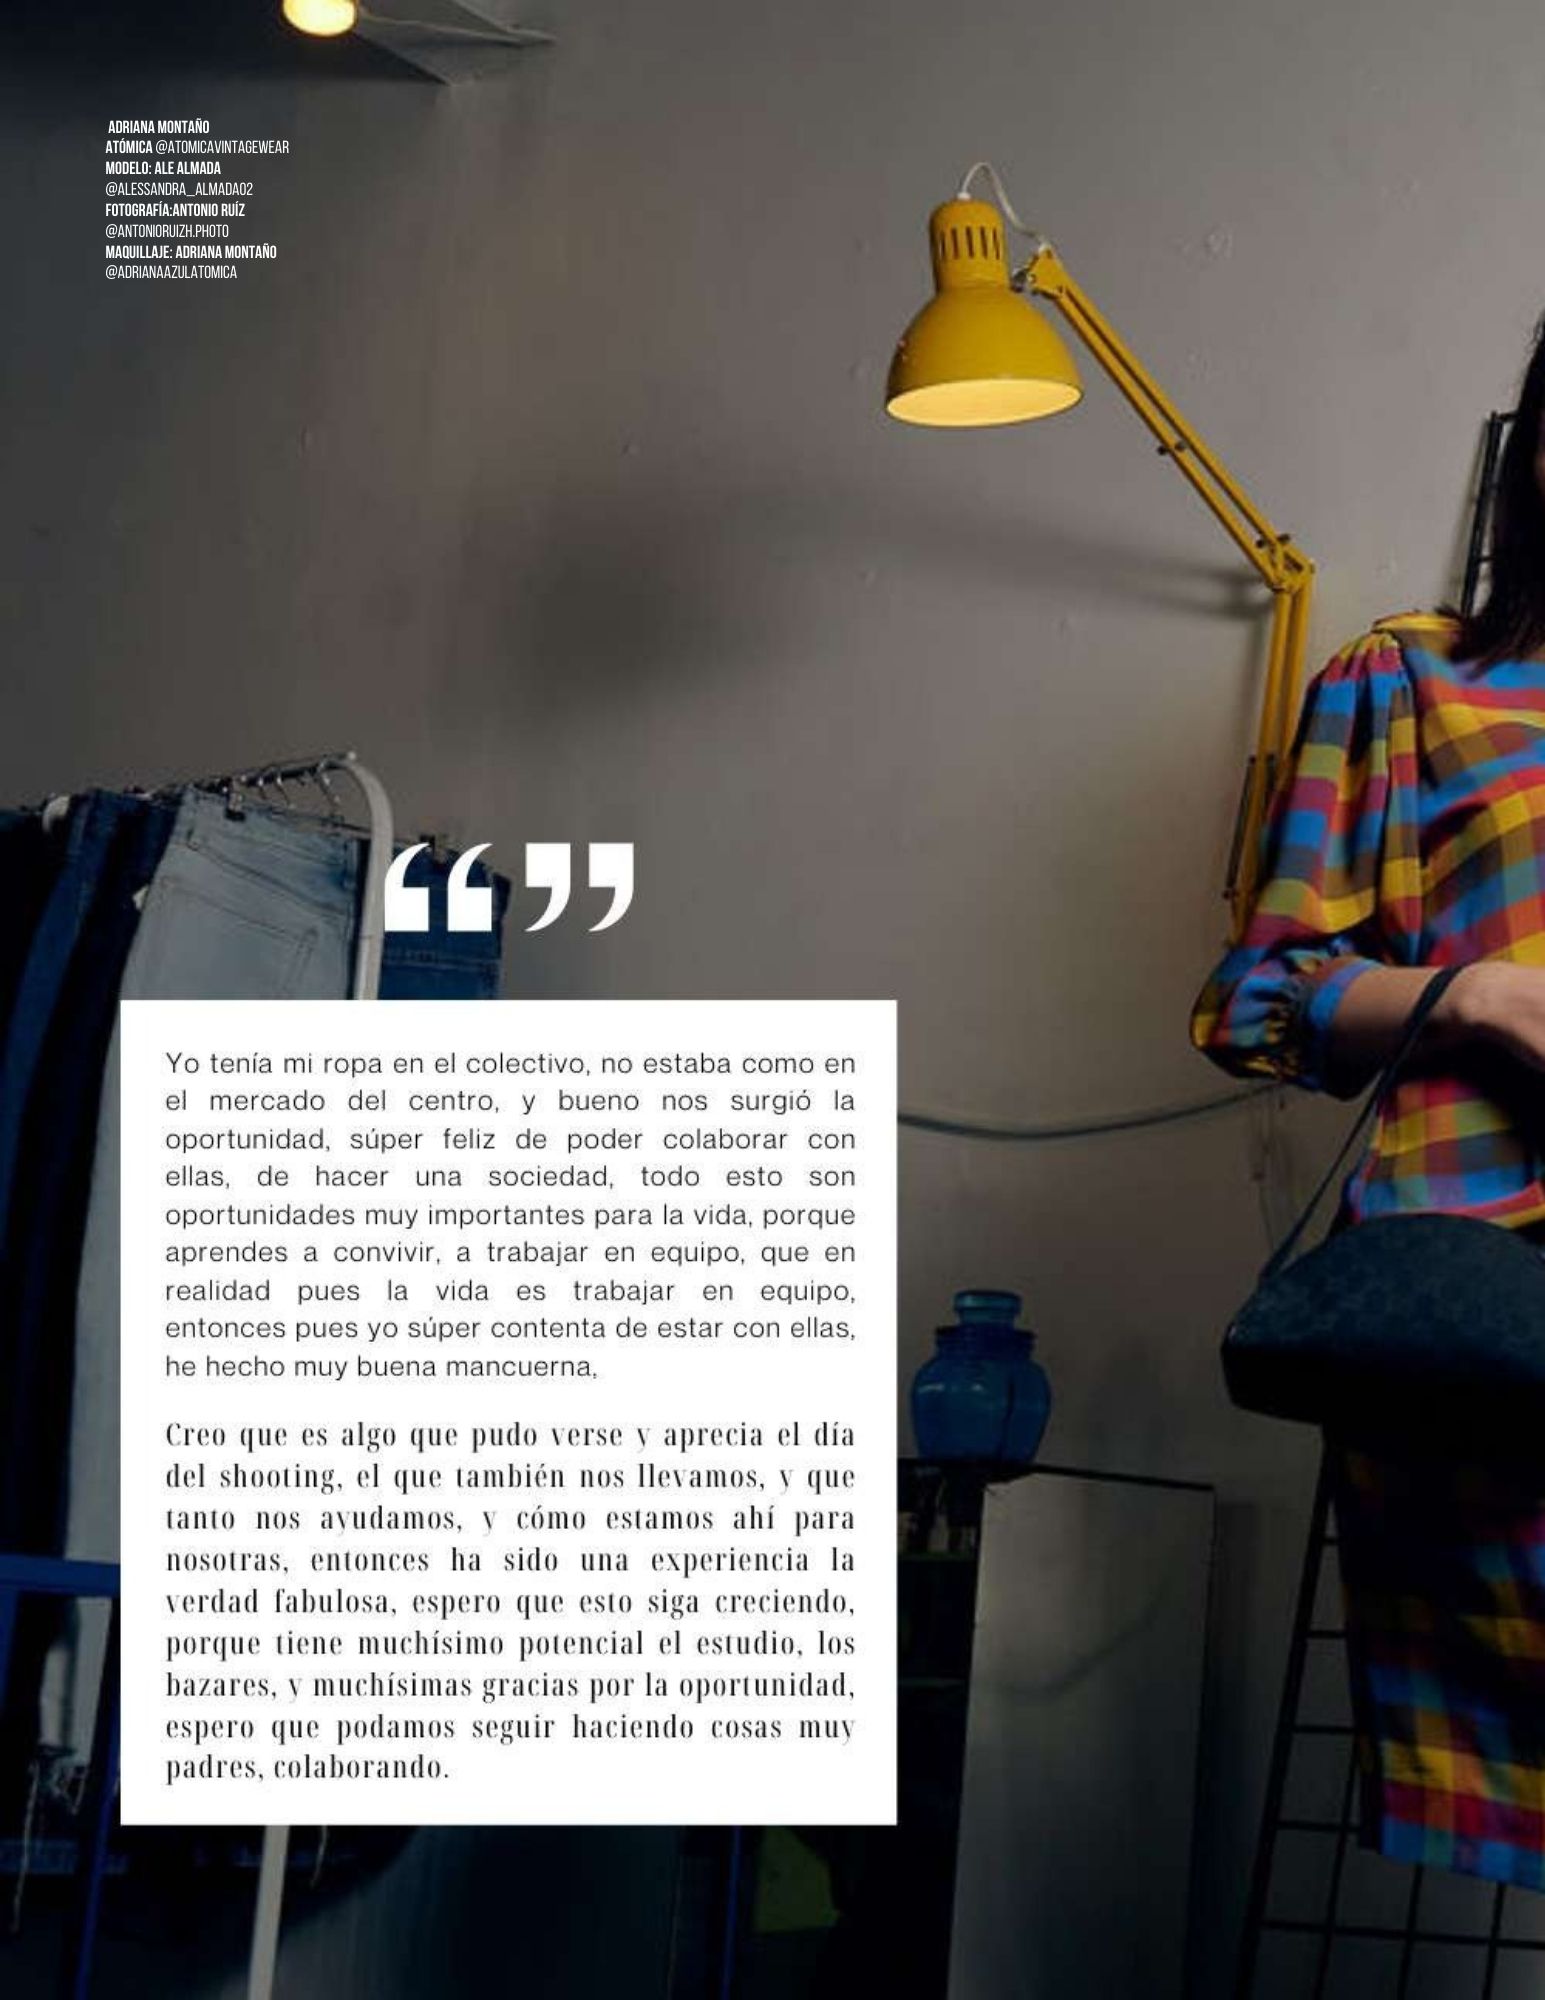 ADRIANA MONTAÑO
ATÓMICA @ATOMICAVINTAGEWEAR
MODELO: ALE ALMADA
@ALESSANDRA_ALMADA02
FOTOGRAFÍA:ANTONIO RUÍZ
@ANTONIORUIZH.PHOTO
MAQUILLAJE: ADRIANA MONTAÑO
@ADRIANAAZULATOMICA
“ ”
Yo tenía mi ropa en el colectivo, no estaba como en
el mercado del centro, y bueno nos surgió la
oportunidad, súper feliz de poder colaborar con
ellas, de hacer una sociedad, todo esto son
oportunidades muy importantes para la vida, porque
aprendes a convivir, a trabajar en equipo, que en
realidad pues la vida es trabajar en equipo,
entonces pues yo súper contenta de estar con ellas,
he hecho muy buena mancuerna,
Creo que es algo que pudo verse y aprecia el día
del shooting, el que también nos llevamos, y que
tanto nos ayudamos, y cómo estamos ahí para
nosotras, entonces ha sido una experiencia la
verdad fabulosa, espero que esto siga creciendo,
porque tiene muchísimo potencial el estudio, los
bazares, y muchísimas gracias por la oportunidad,
espero que podamos seguir haciendo cosas muy
padres, colaborando.